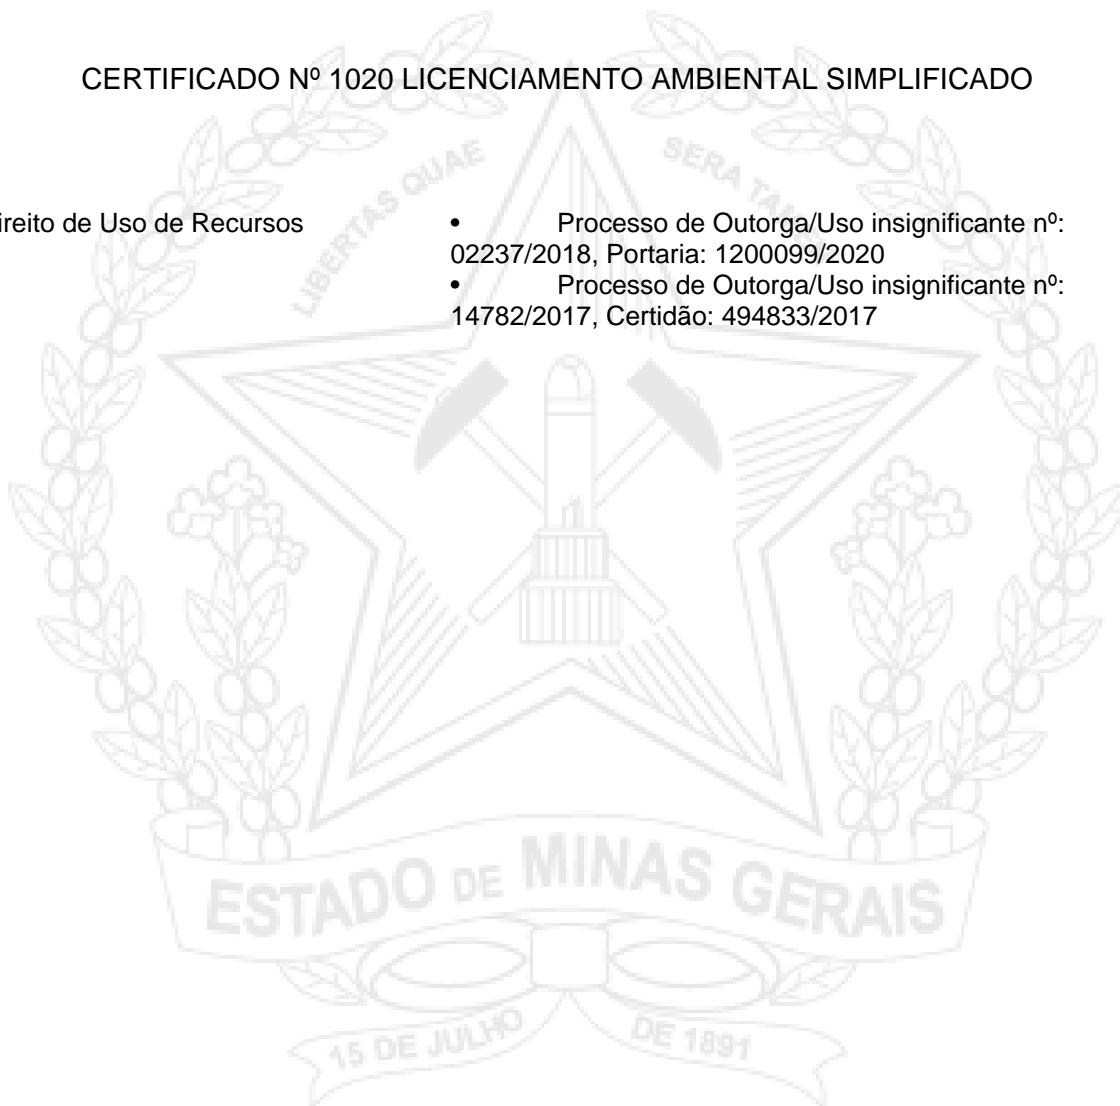 CERTIFICADO Nº 1020 LICENCIAMENTO AMBIENTAL SIMPLIFICADO
LIBERTAS QUAE SERA TAMEN
ireito de Uso de Recursos
• Processo de Outorga/Uso insignificante nº:
02237/2018, Portaria: 1200099/2020
• Processo de Outorga/Uso insignificante nº:
14782/2017, Certidão: 494833/2017
ESTADO DE MINAS GERAIS
15 DE JULHO DE 1891